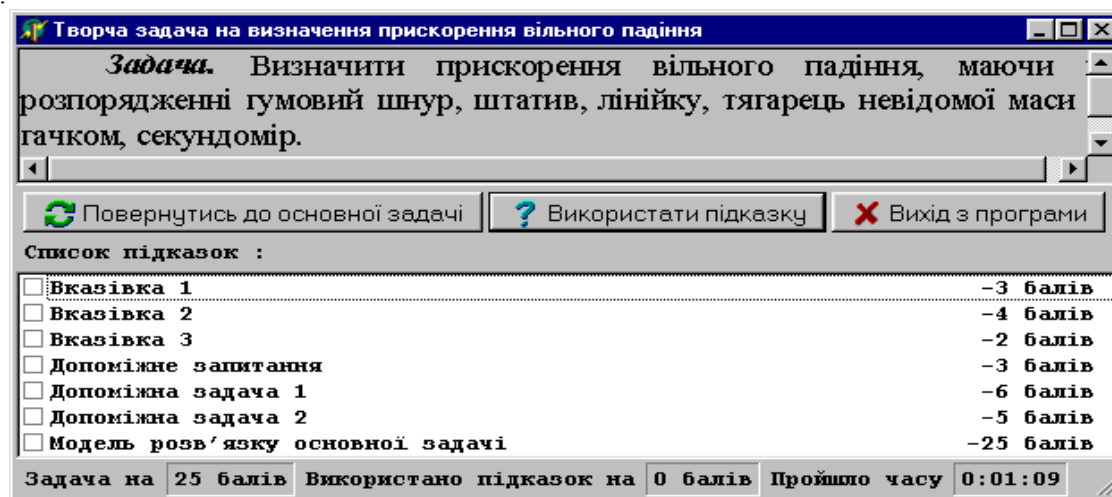 Творча задача на визначення прискорення вільного падіння
Задача. Визначити прискорення вільного падіння, маючи
розпорядженні гумовий шнур, штатив, лінійку, тягарець невідомої маси
гачком, секундомір.
Повернутись до основної задачі Використати підказку Вихід з програми
Список підказок :
Вказівка 1 -3 балів
Вказівка 2 -4 балів
Вказівка 3 -2 балів
Допоміжне запитання -3 балів
Допоміжна задача 1 -6 балів
Допоміжна задача 2 -5 балів
Модель розв'язку основної задачі -25 балів
Задача на 25 балів Використано підказок на 0 балів Пройшло часу 0:01:09